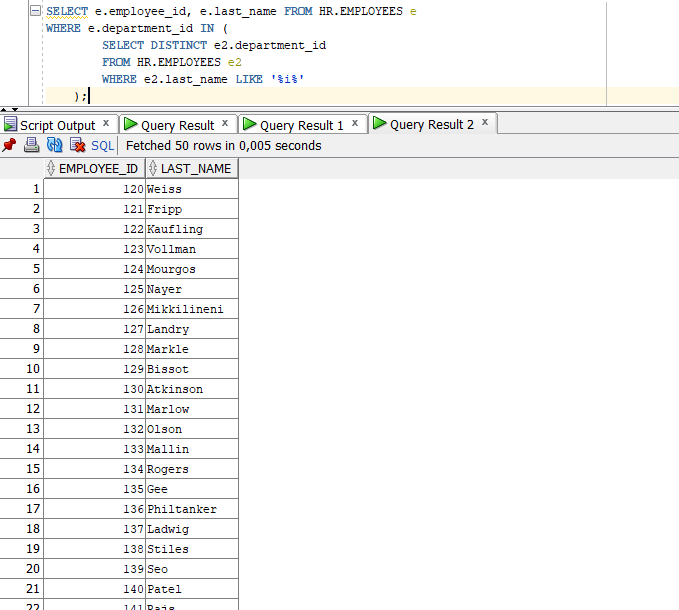 SELECT e.employee_id, e.last_name FROM HR.EMPLOYEES e
WHERE e.department_id IN (
SELECT DISTINCT e2.department_id
FROM HR.EMPLOYEES e2
WHERE e2.last_name LIKE '%i%'
);
Script Output x Query Result x Query Result 1 x Query Result 2 x
SQL Fetched 50 rows in 0,005 seconds
EMPLOYEE_ID LAST_NAME
1 120 Weiss
2 121 Fripp
3 122 Kaufling
4 123 Vollman
5 124 Mourgos
6 125 Nayer
7 126 Mikkilineni
8 127 Landry
9 128 Markle
10 129 Bissot
11 130 Atkinson
12 131 Marlow
13 132 Olson
14 133 Mallin
15 134 Rogers
16 135 Gee
17 136 Philtanker
18 137 Ladwig
19 138 Stiles
20 139 Seo
21 140 Patel
22 141 Rajs